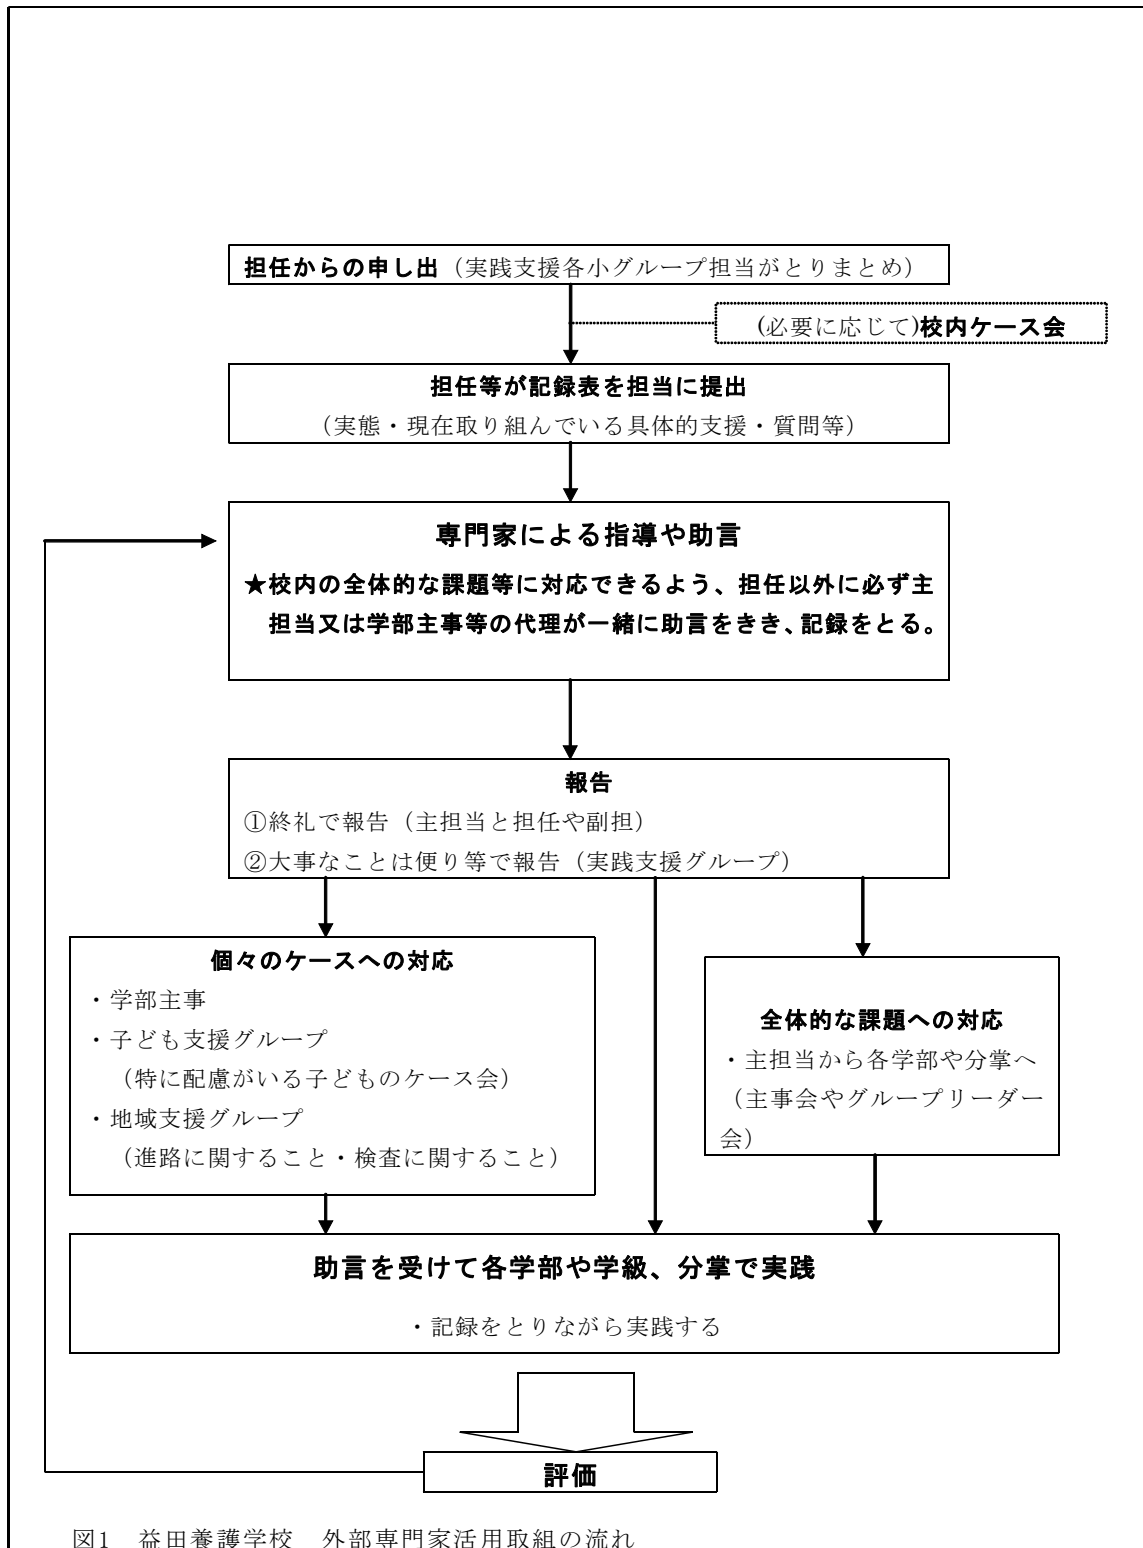 担任からの申し出（実践支援各小グループ担当がとりまとめ）
(必要に応じて)校内ケース会
担任等が記録表を担当に提出
（実態・現在取り組んでいる具体的支援・質問等）
専門家による指導や助言
★校内の全体的な課題等に対応できるよう、担任以外に必ず主
担当又は学部主事等の代理が一緒に助言をきき、記録をとる。
報告
①終礼で報告（主担当と担任や副担）
②大事なことは便り等で報告（実践支援グループ）
個々のケースへの対応
・学部主事
・子ども支援グループ
（特に配慮がいる子どものケース会）
・地域支援グループ
（進路に関すること・検査に関すること）
全体的な課題への対応
・主担当から各学部や分掌へ
（主事会やグループリーダー
会）
助言を受けて各学部や学級、分掌で実践
・記録をとりながら実践する
評価
図1　益田養護学校　外部専門家活用取組の流れ